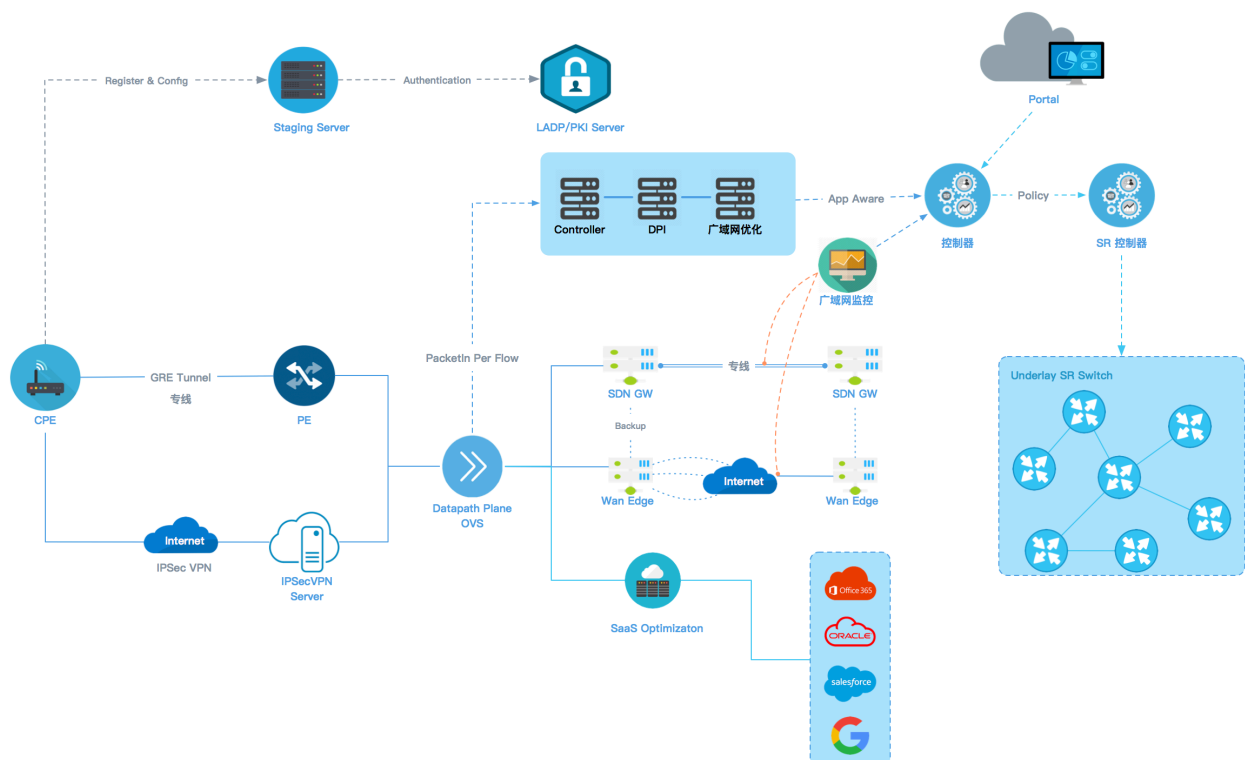 Portal
Register & Config
Authentication
Staging Server
LADP/PKI Server
Controller
DPI
广域网优化
App Aware
控制器
Policy
SR 控制器
广域网监控
PacketIn Per Flow
CPE
GRE Tunnel
专线
PE
SDN GW
专线
SDN GW
Backup
Underlay SR Switch
Datapath Plane
OVS
Wan Edge
Internet
Wan Edge
Internet
IPSec VPN
IPSecVPN
Server
SaaS Optimizaton
Office 365
ORACLE
salesforce